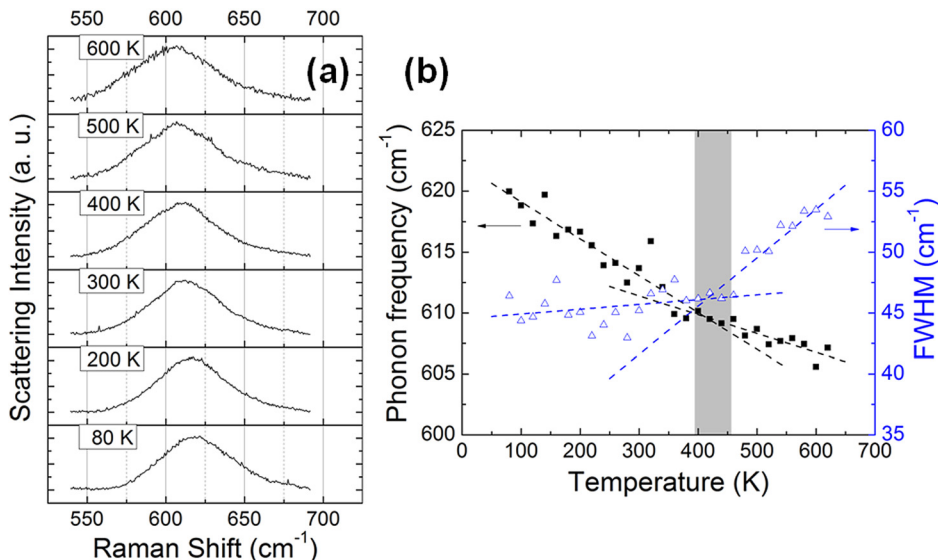 550 600 650 700
600 K
(a)
500 K
400 K
300 K
200 K
80 K
550 600 650 700
Raman Shift (cm-1)
Scattering Intensity (a. u.)
(b)
Phonon frequency (cm-1)
625
620
615
610
605
600
0 100 200 300 400 500 600 700
Temperature (K)
60
55
50
45
40
35
FWHM (cm-1)